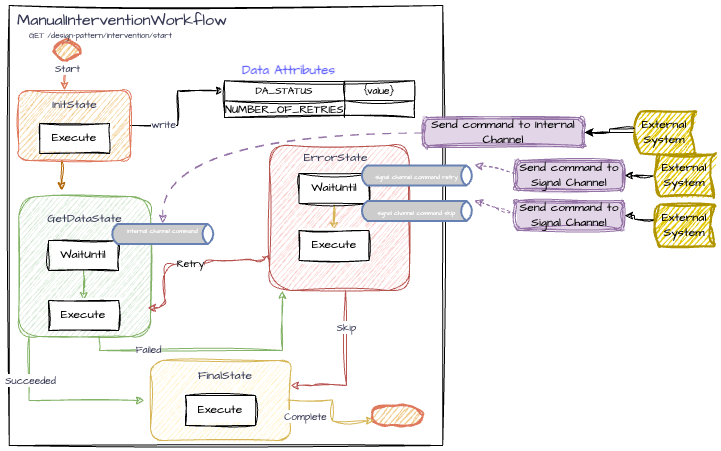 ManualInterventionWorkflow
GET /design-pattern/intervention/start
Start
Data Attributes
DA_STATUS {value}
NUMBER_OF_RETRIES
InitState
Execute
write
Send command to Internal
Channel
External
System
ErrorState
WaitUntil
signal channel command retry
signal channel command skip
Execute
Send command to
Signal Channel
External
System
Send command to
Signal Channel
External
System
GetDataState
internal channel command
WaitUntil
Execute
Retry
Skip
Failed
Succeeded
FinalState
Execute
Complete